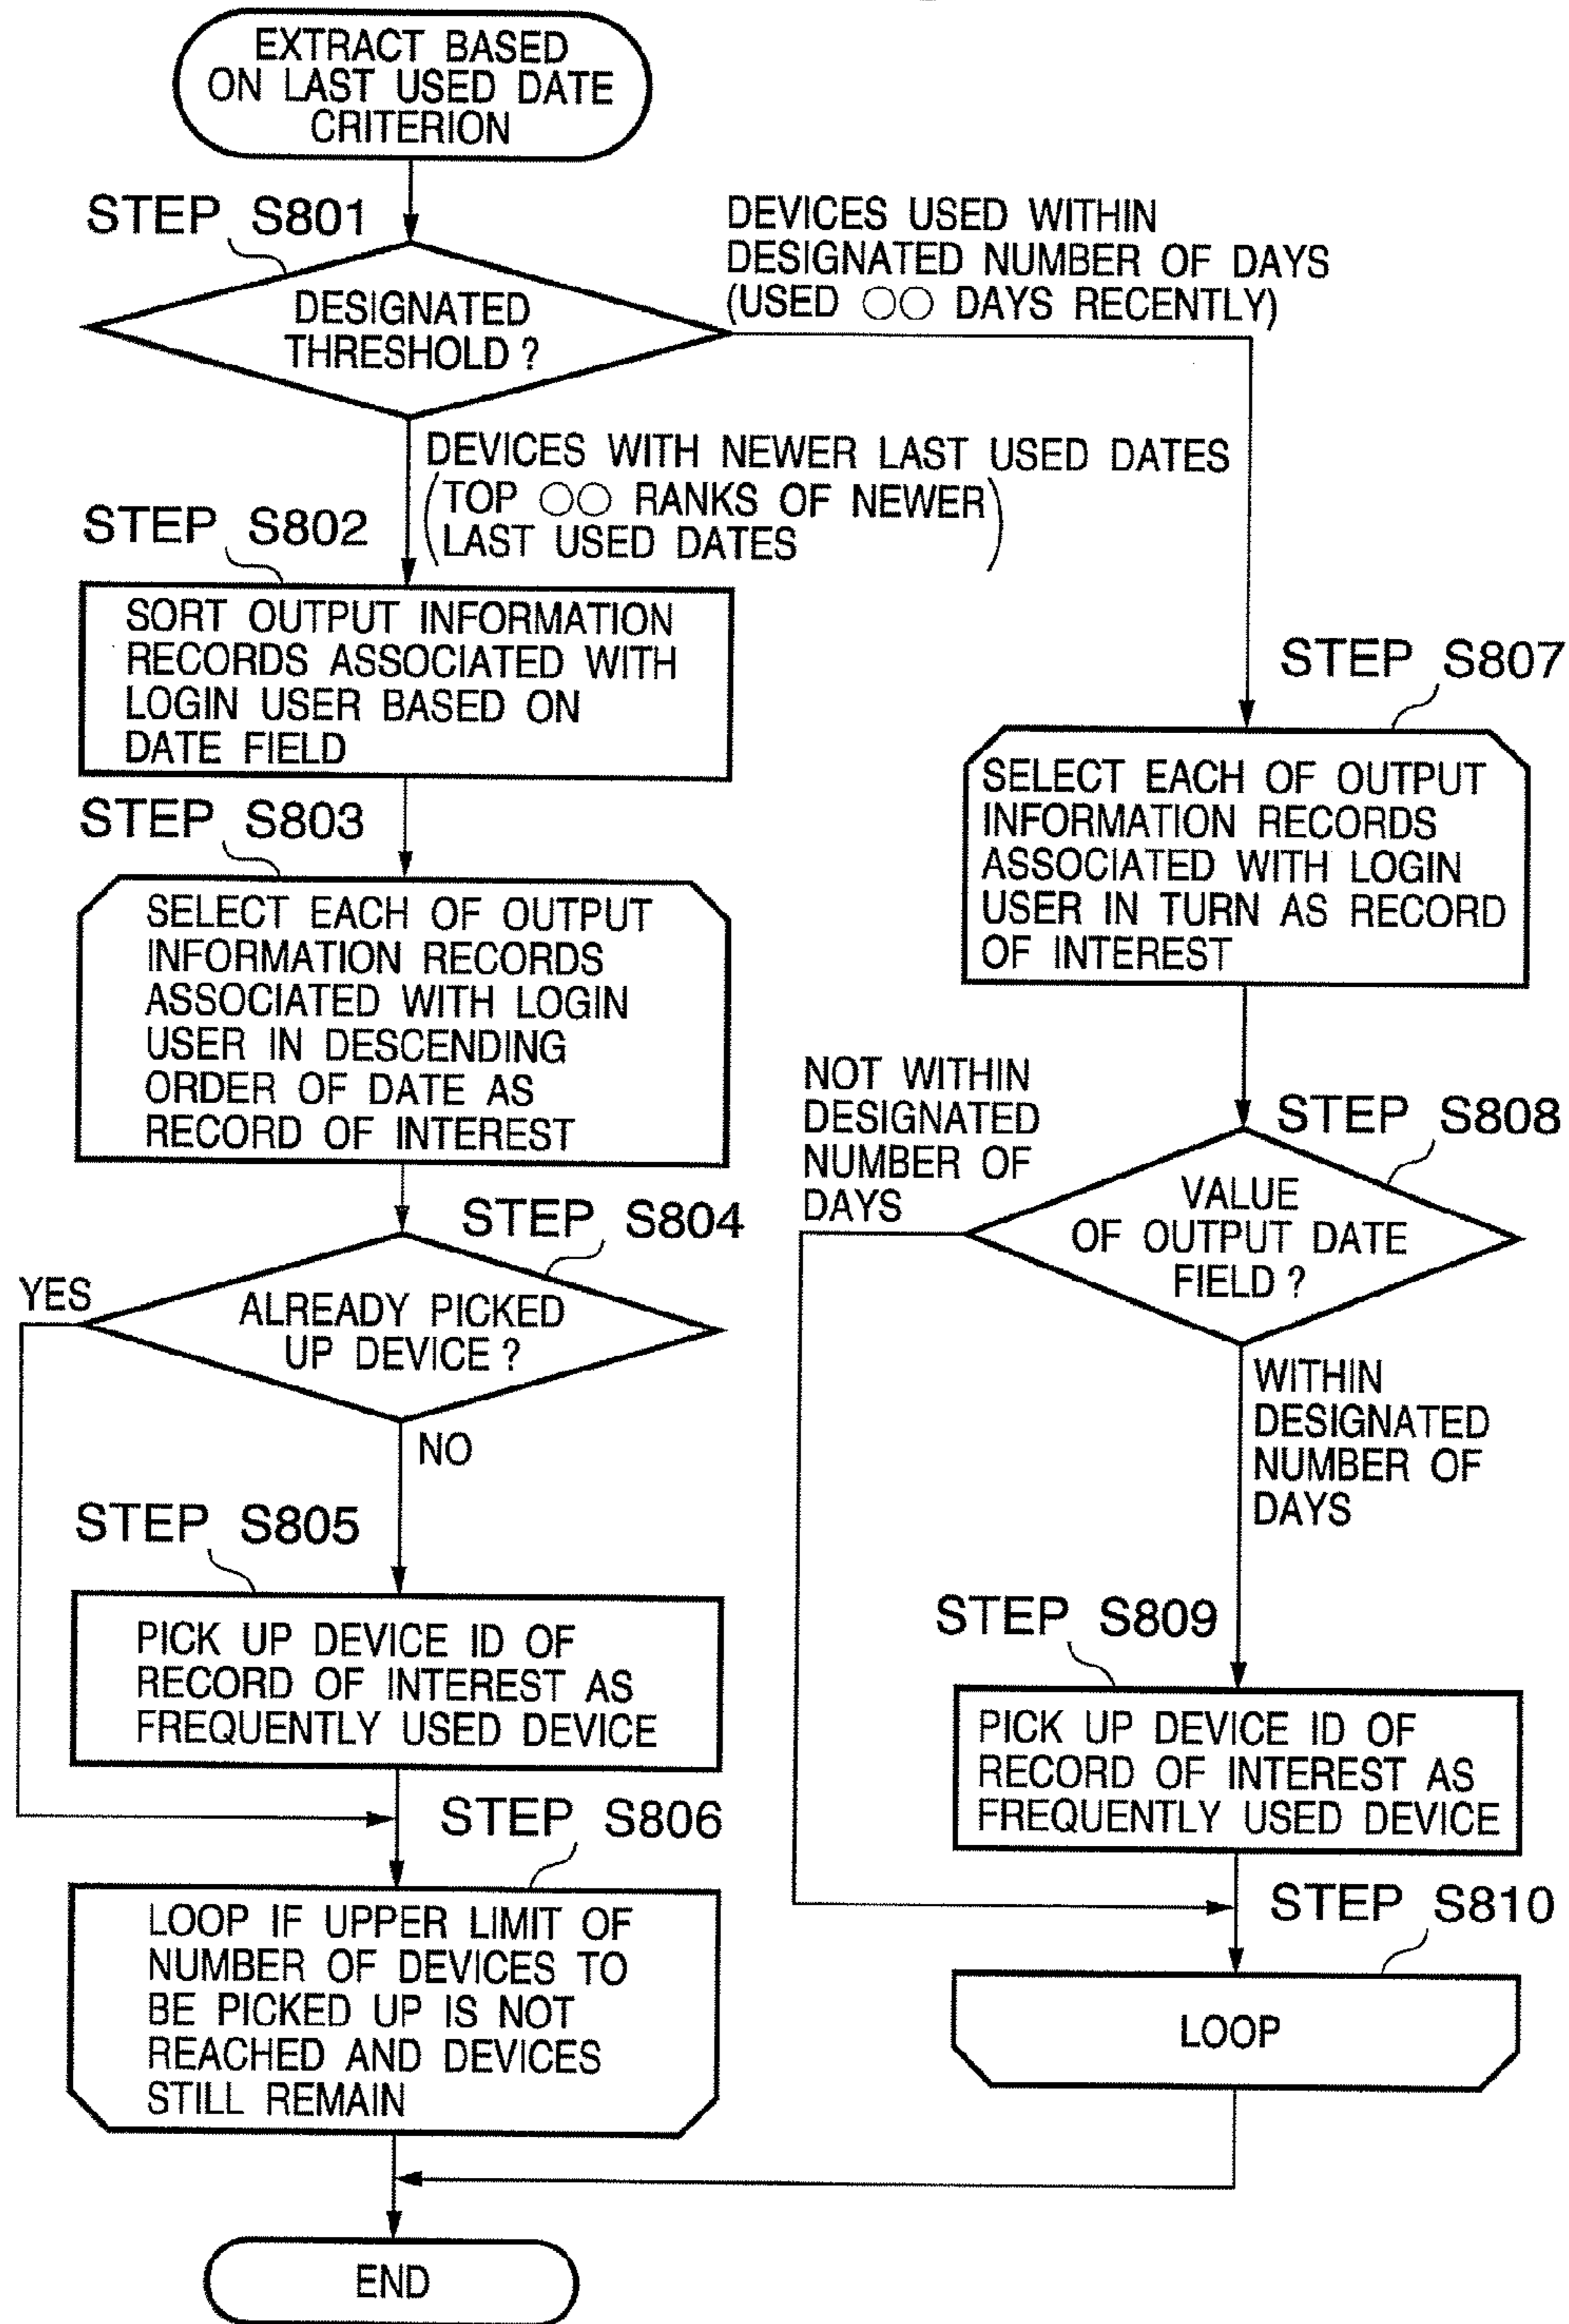 EXTRACT BASED
ON LAST USED DATE
CRITERION
STEP S801
DESIGNATED
THRESHOLD?
DEVICES USED WITHIN
DESIGNATED NUMBER OF DAYS
(USED ○○ DAYS RECENTLY)
DEVICES WITH NEWER LAST USED DATES
(TOP ○○ RANKS OF NEWER
LAST USED DATES)
STEP S802
SORT OUTPUT INFORMATION
RECORDS ASSOCIATED WITH
LOGIN USER BASED ON
DATE FIELD
STEP S803
SELECT EACH OF OUTPUT
INFORMATION RECORDS
ASSOCIATED WITH LOGIN
USER IN DESCENDING
ORDER OF DATE AS
RECORD OF INTEREST
STEP S804
ALREADY PICKED
UP DEVICE?
YES
NO
STEP S805
PICK UP DEVICE ID OF
RECORD OF INTEREST AS
FREQUENTLY USED DEVICE
STEP S806
LOOP IF UPPER LIMIT OF
NUMBER OF DEVICES TO
BE PICKED UP IS NOT
REACHED AND DEVICES
STILL REMAIN
STEP S807
SELECT EACH OF OUTPUT
INFORMATION RECORDS
ASSOCIATED WITH LOGIN
USER IN TURN AS RECORD
OF INTEREST
STEP S808
VALUE
OF OUTPUT DATE
FIELD?
NOT WITHIN
DESIGNATED
NUMBER OF
DAYS
WITHIN
DESIGNATED
NUMBER OF
DAYS
STEP S809
PICK UP DEVICE ID OF
RECORD OF INTEREST AS
FREQUENTLY USED DEVICE
STEP S810
LOOP
END